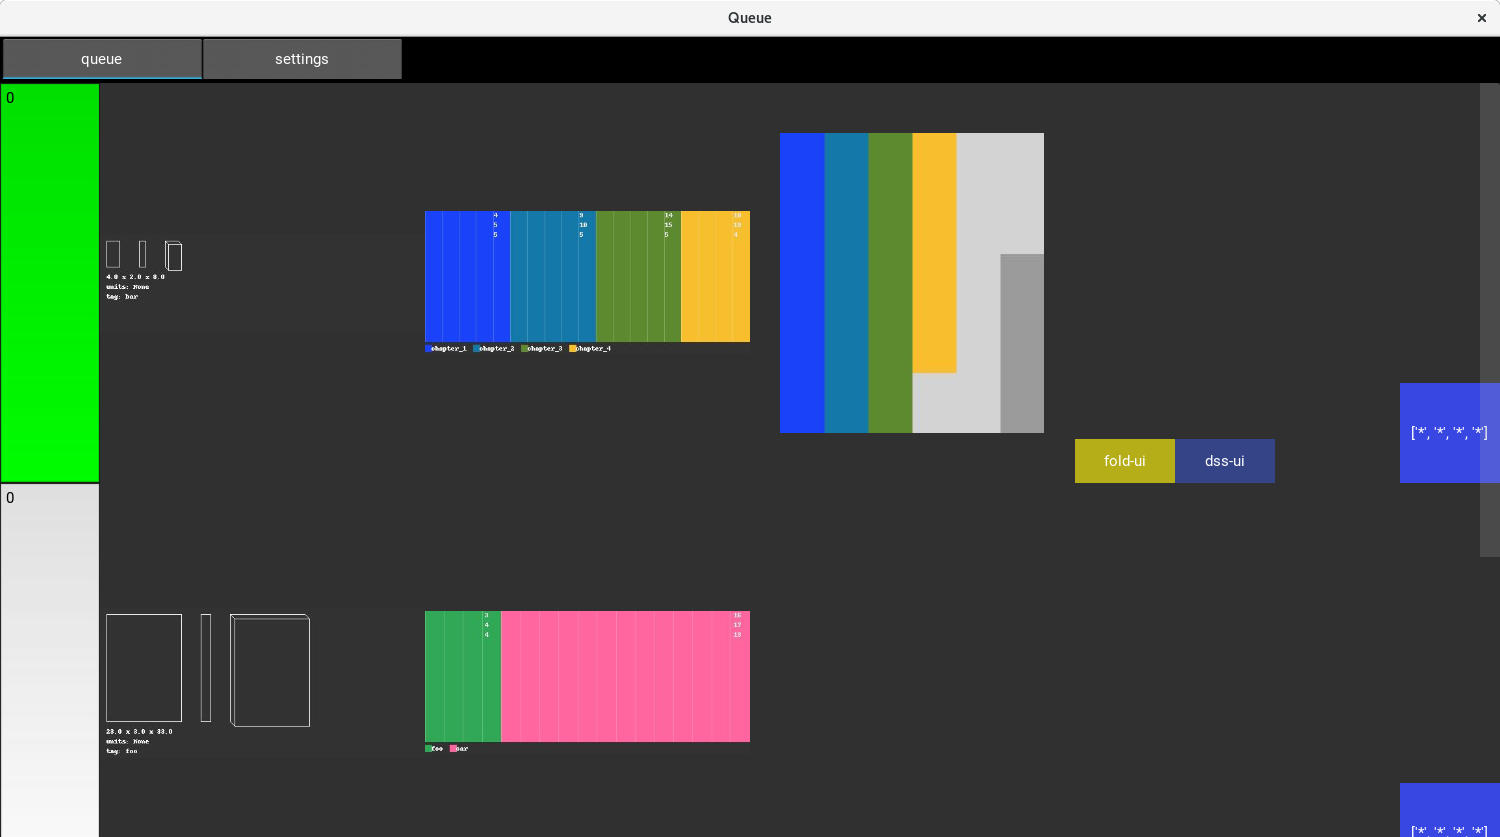 Queue
queue
settings
0
4.0 x 2.0 x 8.0
units: None
tag: bar
4 9 14 18
5 10 15 19
5 5 5 4
chapter_1 chapter_2 chapter_3 chapter_4
fold-ui
dss-ui
['*', '*', '*', '*']
0
23.0 x 3.0 x 33.0
units: None
tag: foo
3 16
4 17
4 13
foo bar
['*', '*', '*', '*']